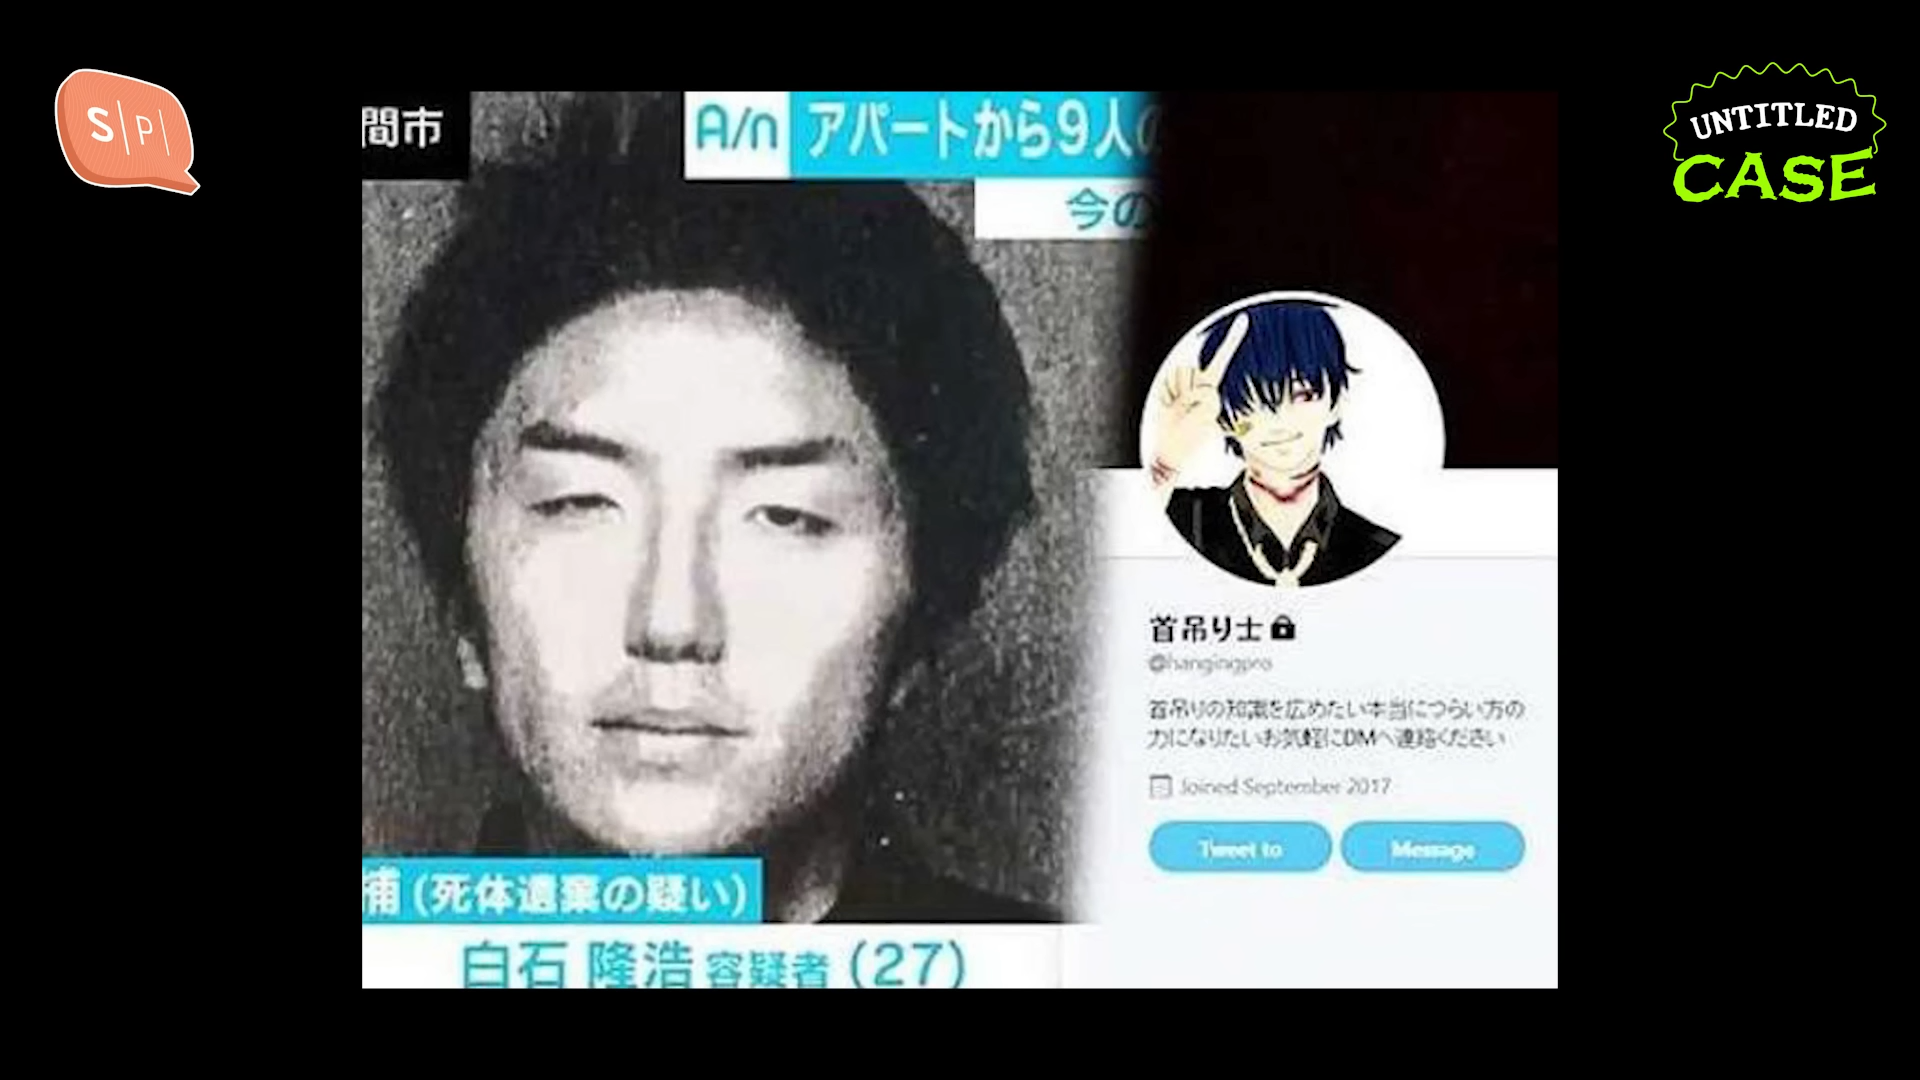 S|P|
UNTITLED
CASE
間市
A/n アパートから9人の
今の
捕 (死体遺棄の疑い)
白石 隆浩 容疑者 (27)
首吊り士
@hangingpro
首吊りの知識を広めたい本当につらい方の
力になりたいお気軽にDMへ連絡ください
Joined September 2017
Tweet to
Message